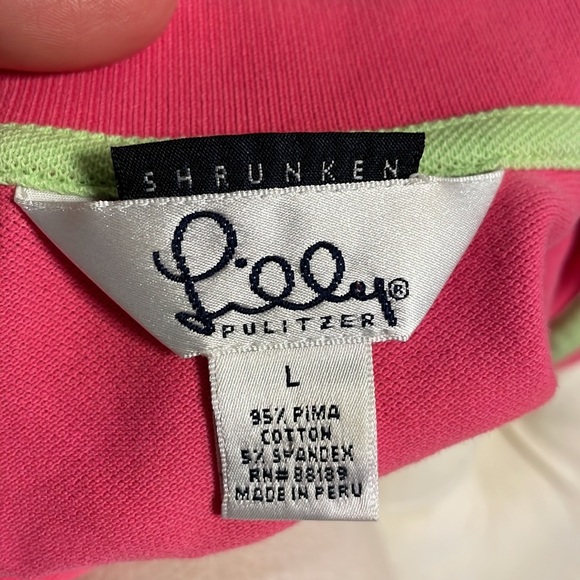 SHRUNKEN
Lilly®
PULITZER
L
95% PIMA
COTTON
5% SPANDEX
RN# 88189
MADE IN PERU